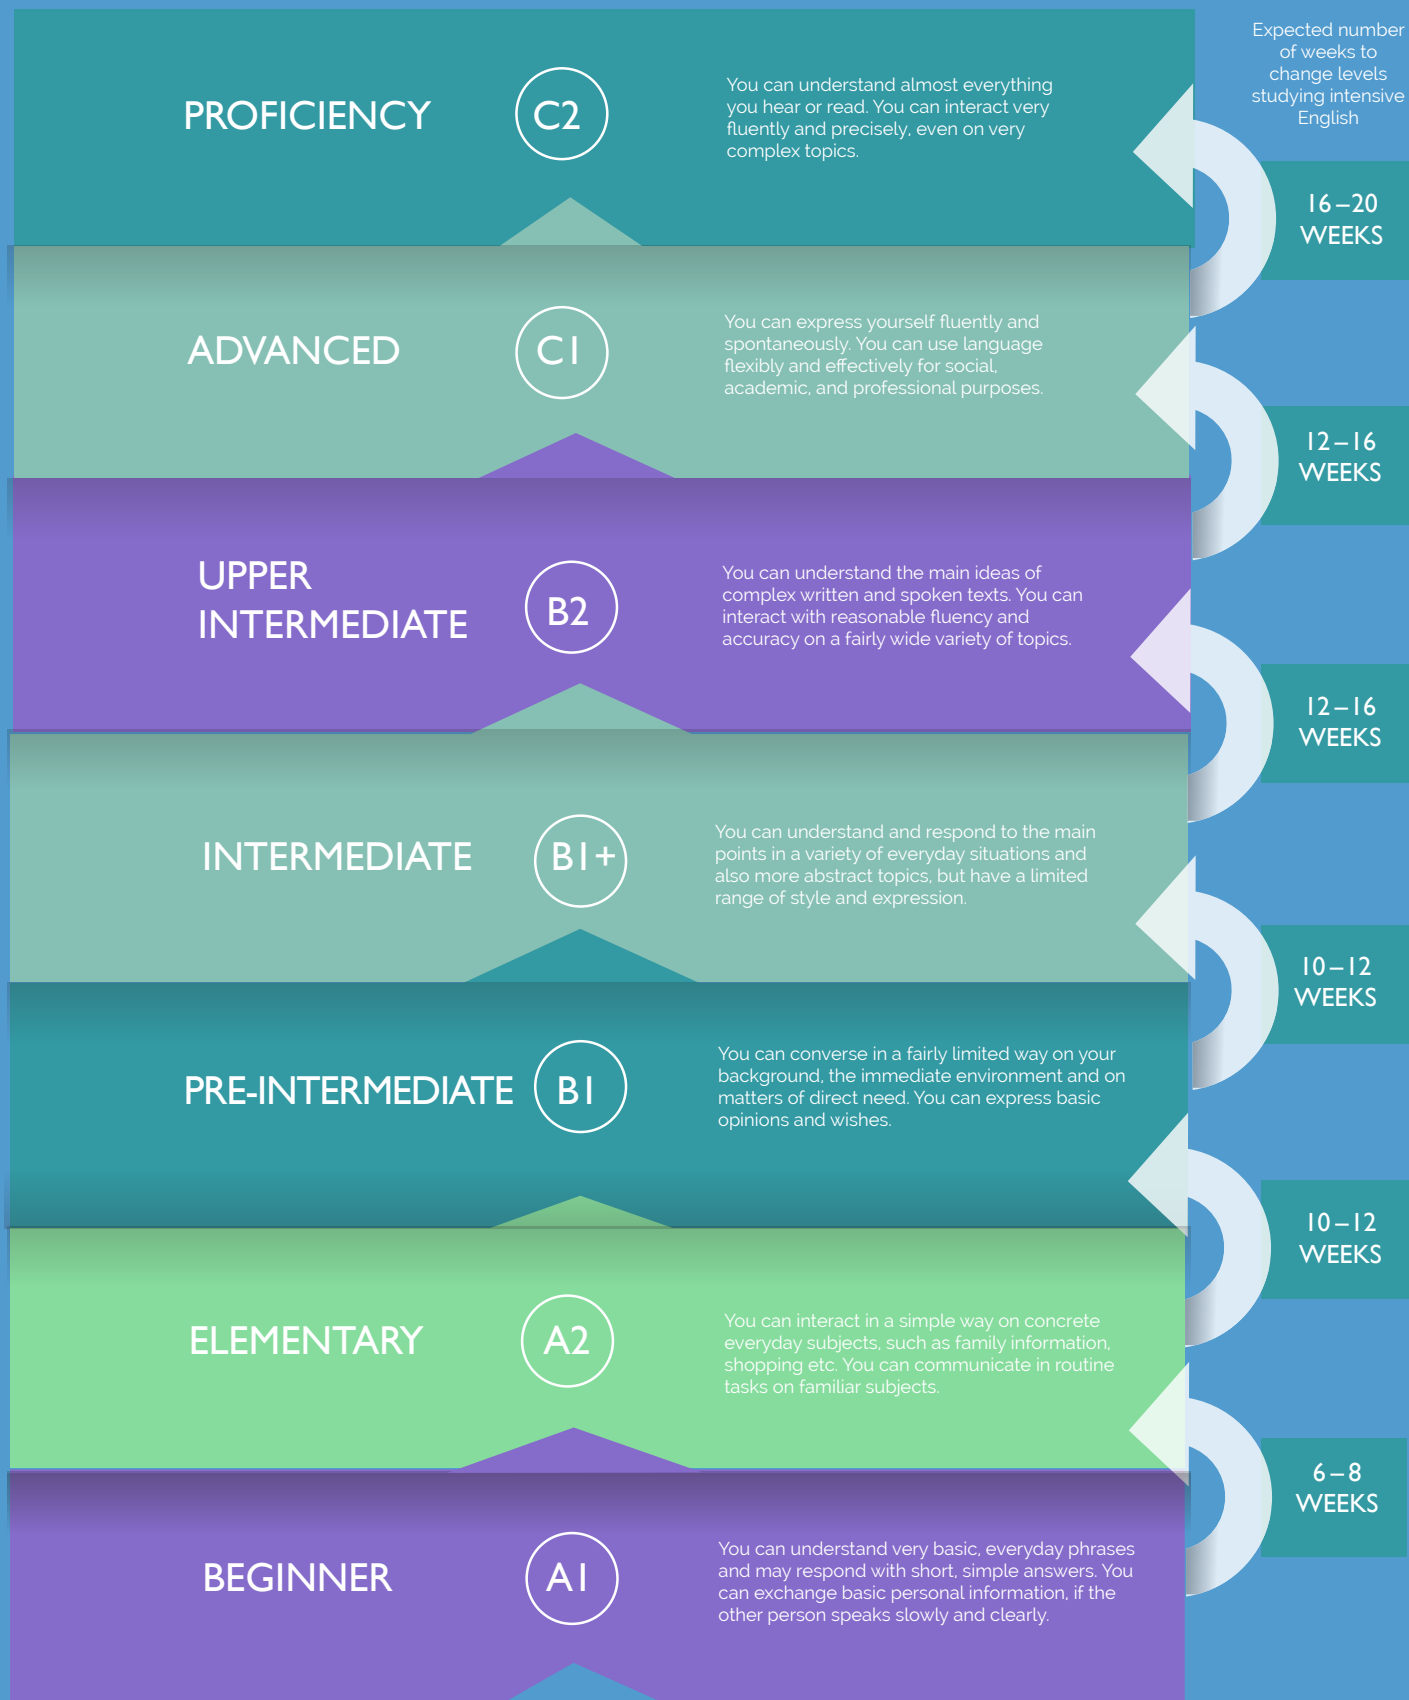 Expected number
of weeks to
change levels
studying intensive
English
PROFICIENCY
C2
You can understand almost everything
you hear or read. You can interact very
fluently and precisely, even on very
complex topics.
16–20
WEEKS
ADVANCED
C1
You can express yourself fluently and
spontaneously. You can use language
flexibly and effectively for social,
academic, and professional purposes.
12–16
WEEKS
UPPER
INTERMEDIATE
B2
You can understand the main ideas of
complex written and spoken texts. You can
interact with reasonable fluency and
accuracy on a fairly wide variety of topics.
12–16
WEEKS
INTERMEDIATE
B1+
You can understand and respond to the main
points in a variety of everyday situations and
also more abstract topics, but have a limited
range of style and expression.
10–12
WEEKS
PRE-INTERMEDIATE
B1
You can converse in a fairly limited way on your
background, the immediate environment and on
matters of direct need. You can express basic
opinions and wishes.
10–12
WEEKS
ELEMENTARY
A2
You can interact in a simple way on concrete
everyday subjects, such as family information,
shopping etc. You can communicate in routine
tasks on familiar subjects.
6–8
WEEKS
BEGINNER
A1
You can understand very basic, everyday phrases
and may respond with short, simple answers. You
can exchange basic personal information, if the
other person speaks slowly and clearly.